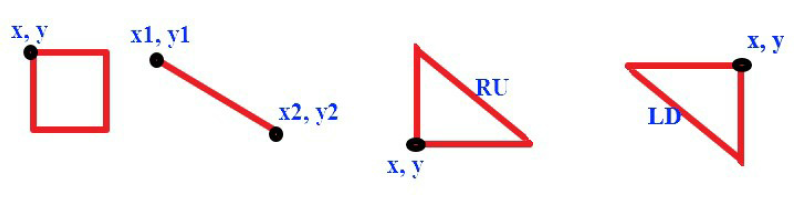 x, y
x1, y1
x2, y2
RU
x, y
LD
x, y